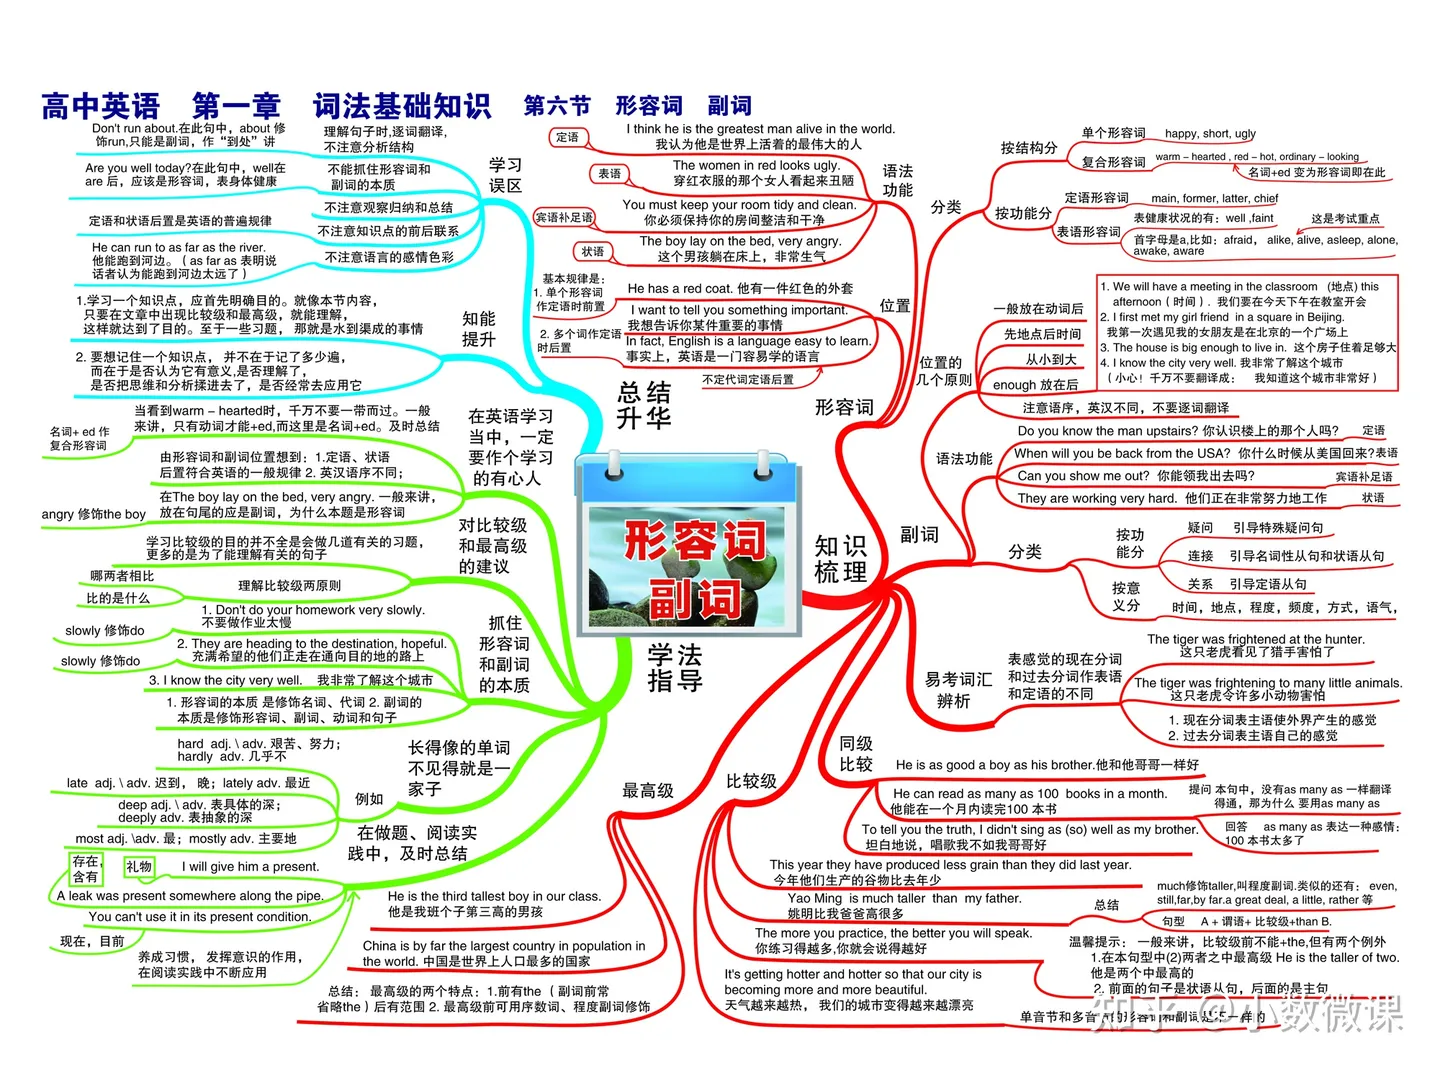 高中英语 第一章 词法基础知识 第六节 形容词 副词
形容词
副词
总结
升华
学习
误区
理解句子时,逐词翻译,
不注意分析结构
Don't run about.在此句中，about 修
饰run,只能是副词，作“到处”讲
不能抓住形容词和
副词的本质
Are you well today?在此句中，well在
are 后，应该是形容词，表身体健康
不注意观察归纳和总结
定语和状语后置是英语的普遍规律
不注意知识点的前后联系
不注意语言的感情色彩
He can run to as far as the river.
他能跑到河边。（as far as 表明说
话者认为能跑到河边太远了）
知能
提升
1.学习一个知识点，应首先明确目的。就像本节内容，
只要在文章中出现比较级和最高级，就能理解，
这样就达到了目的。至于一些习题，那就是水到渠成的事情
2. 要想记住一个知识点，并不在于记了多少遍，
而在于是否认为它有意义,是否理解了，
是否把思维和分析揉进去了，是否经常去应用它
学法
指导
在英语学习
当中，一定
要作个学习
的有心人
当看到warm－hearted时，千万不要一带而过。一般
来讲，只有动词才能+ed,而这里是名词+ed。及时总结
名词+ ed 作
复合形容词
由形容词和副词位置想到：1.定语、状语
后置符合英语的一般规律 2. 英汉语序不同；
在The boy lay on the bed, very angry. 一般来讲，
放在句尾的应是副词，为什么本题是形容词
angry 修饰the boy
对比较级
和最高级
的建议
学习比较级的目的并不全是会做几道有关的习题，
更多的是为了能理解有关的句子
理解比较级两原则
哪两者相比
比的是什么
抓住
形容词
和副词
的本质
1. Don't do your homework very slowly.
不要做作业太慢
slowly 修饰do
2. They are heading to the destination, hopeful.
充满希望的他们正走在通向目的地的路上
slowly 修饰do
3. I know the city very well. 我非常了解这个城市
1. 形容词的本质 是修饰名词、代词 2. 副词的
本质是修饰形容词、副词、动词和句子
长得像的单词
不见得就是一
家子
例如
hard adj. \ adv. 艰苦、努力；
hardly adv. 几乎不
late adj. \ adv. 迟到，晚；lately adv. 最近
deep adj. \ adv. 表具体的深；
deeply adv. 表抽象的深
most adj. \adv. 最；mostly adv. 主要地
在做题、阅读实
践中，及时总结
存在,
含有
礼物
I will give him a present.
A leak was present somewhere along the pipe.
You can't use it in its present condition.
现在，目前
养成习惯，发挥意识的作用，
在阅读实践中不断应用
知识
梳理
形容词
语法
功能
定语
I think he is the greatest man alive in the world.
我认为他是世界上活着的最伟大的人
表语
The women in red looks ugly.
穿红衣服的那个女人看起来丑陋
宾语补足语
You must keep your room tidy and clean.
你必须保持你的房间整洁和干净
状语
The boy lay on the bed, very angry.
这个男孩躺在床上，非常生气
位置
基本规律是：
1. 单个形容词
作定语时前置
He has a red coat. 他有一件红色的外套
2. 多个词作定语
时后置
I want to tell you something important.
我想告诉你某件重要的事情
In fact, English is a language easy to learn.
事实上，英语是一门容易学的语言
不定代词定语后置
分类
按结构分
单个形容词 happy, short, ugly
复合形容词 warm－hearted , red－hot, ordinary－looking
名词+ed 变为形容词即在此
按功能分
定语形容词 main, former, latter, chief
表语形容词
表健康状况的有：well ,faint
这是考试重点
首字母是a,比如：afraid， alike, alive, asleep, alone,
awake, aware
副词
位置的
几个原则
一般放在动词后
先地点后时间
从小到大
enough 放在后
注意语序，英汉不同，不要逐词翻译
1. We will have a meeting in the classroom （地点) this
afternoon（ 时间 ）. 我们要在今天下午在教室开会
2. I first met my girl friend in a square in Beijing.
我第一次遇见我的女朋友是在北京的一个广场上
3. The house is big enough to live in. 这个房子住着足够大
4. I know the city very well. 我非常了解这个城市
（ 小心！千万不要翻译成： 我知道这个城市非常好 ）
语法功能
Do you know the man upstairs? 你认识楼上的那个人吗? 定语
When will you be back from the USA? 你什么时候从美国回来?表语
Can you show me out? 你能领我出去吗? 宾语补足语
They are working very hard. 他们正在非常努力地工作 状语
分类
按功
能分
疑问 引导特殊疑问句
连接 引导名词性从句和状语从句
关系 引导定语从句
按意
义分
时间，地点，程度，频度，方式，语气，
易考词汇
辨析
表感觉的现在分词
和过去分词作表语
和定语的不同
The tiger was frightened at the hunter.
这只老虎看见了猎手害怕了
The tiger was frightening to many little animals.
这只老虎令许多小动物害怕
1. 现在分词表主语使外界产生的感觉
2. 过去分词表主语自己的感觉
同级
比较
He is as good a boy as his brother.他和他哥哥一样好
He can read as many as 100 books in a month.
他能在一个月内读完100 本书
提问 本句中，没有as many as 一样翻译
得通，那为什么 要用as many as
回答 as many as 表达一种感情：
100 本书太多了
To tell you the truth, I didn't sing as (so) well as my brother.
坦白地说，唱歌我不如我哥哥好
比较级
This year they have produced less grain than they did last year.
今年他们生产的谷物比去年少
Yao Ming is much taller than my father.
姚明比我爸爸高很多
总结
much修饰taller,叫程度副词.类似的还有： even,
still,far,by far.a great deal, a little, rather 等
句型 A + 谓语+ 比较级+than B.
The more you practice, the better you will speak.
你练习得越多,你就会说得越好
温馨提示： 一般来讲，比较级前不能+the,但有两个例外
1.在本句型中(2)两者之中最高级 He is the taller of two.
他是两个中最高的
2. 前面的句子是状语从句，后面的是主句
It's getting hotter and hotter so that our city is
becoming more and more beautiful.
天气越来越热，我们的城市变得越来越漂亮
单音节和多音节的形容词和副词是不一样的
最高级
He is the third tallest boy in our class.
他是我班个子第三高的男孩
China is by far the largest country in population in
the world. 中国是世界上人口最多的国家
总结： 最高级的两个特点：1.前有the（ 副词前常
省略the ）后有范围 2. 最高级前可用序数词、程度副词修饰
知乎 @小数微课